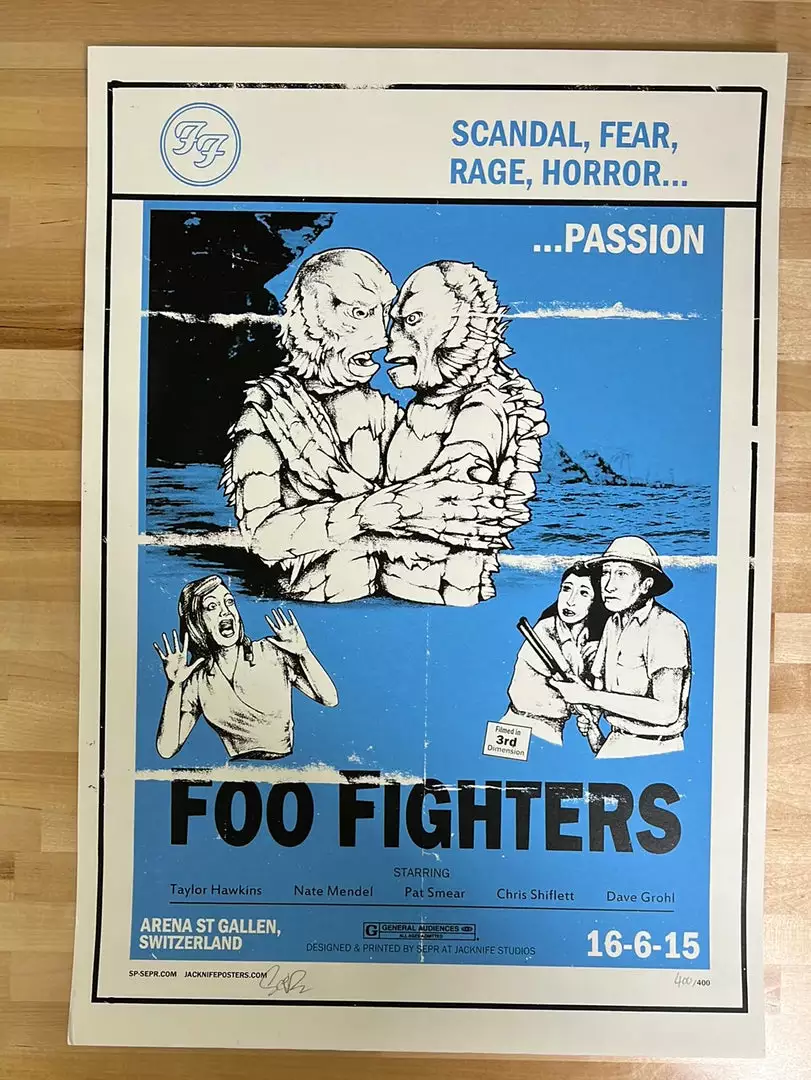 FF
SCANDAL, FEAR,
RAGE, HORROR...
...PASSION
Filmed in
3rd
Dimension
FOO FIGHTERS
STARRING
Taylor Hawkins Nate Mendel Pat Smear Chris Shiflett Dave Grohl
ARENA ST GALLEN,
SWITZERLAND
G GENERAL AUDIENCES
ALL AGES ADMITTED
DESIGNED & PRINTED BY SEPR AT JACKNIFE STUDIOS
16-6-15
SP-SEPR.COM JACKNIFEPOSTERS.COM
400/400